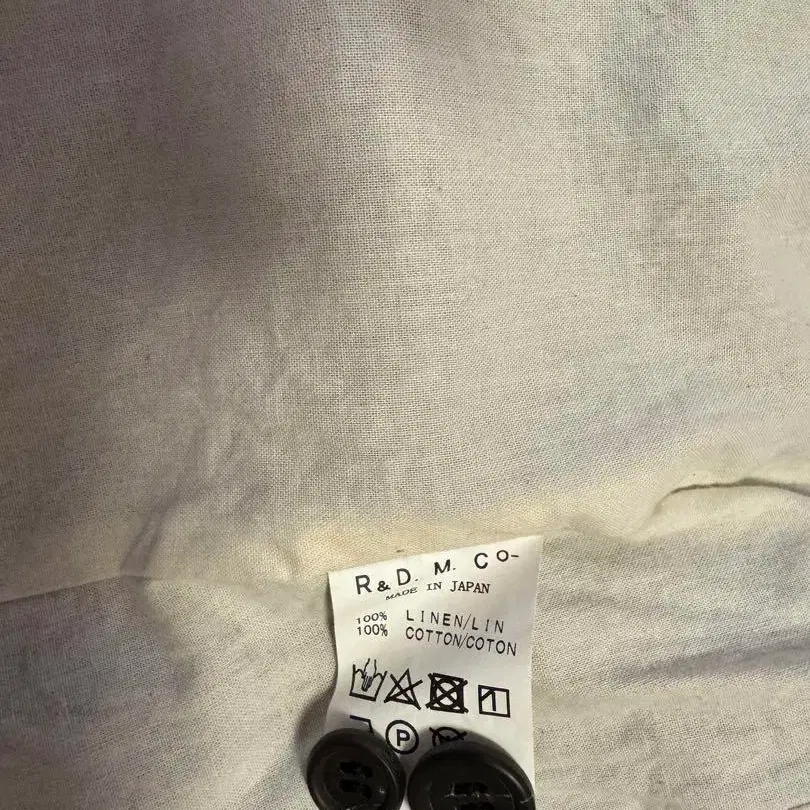 R & D. M. Co-
MADE IN JAPAN
100% LINEN/LIN
100% COTTON/COTON
P